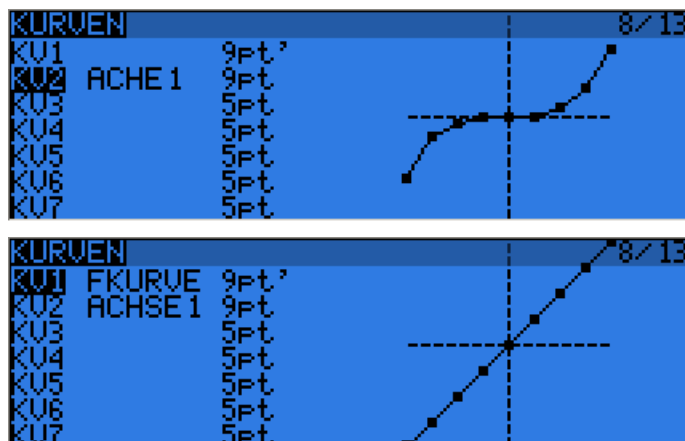 KURVEN 8/13
KV1 9pt'
KV2 ACHE1 9pt
KV3 5pt
KV4 5pt
KV5 5pt
KV6 5pt
KV7 5pt
KURVEN 8/13
KV1 FKURVE 9pt'
KV2 ACHSE1 9pt
KV3 5pt
KV4 5pt
KV5 5pt
KV6 5pt
KV7 5pt